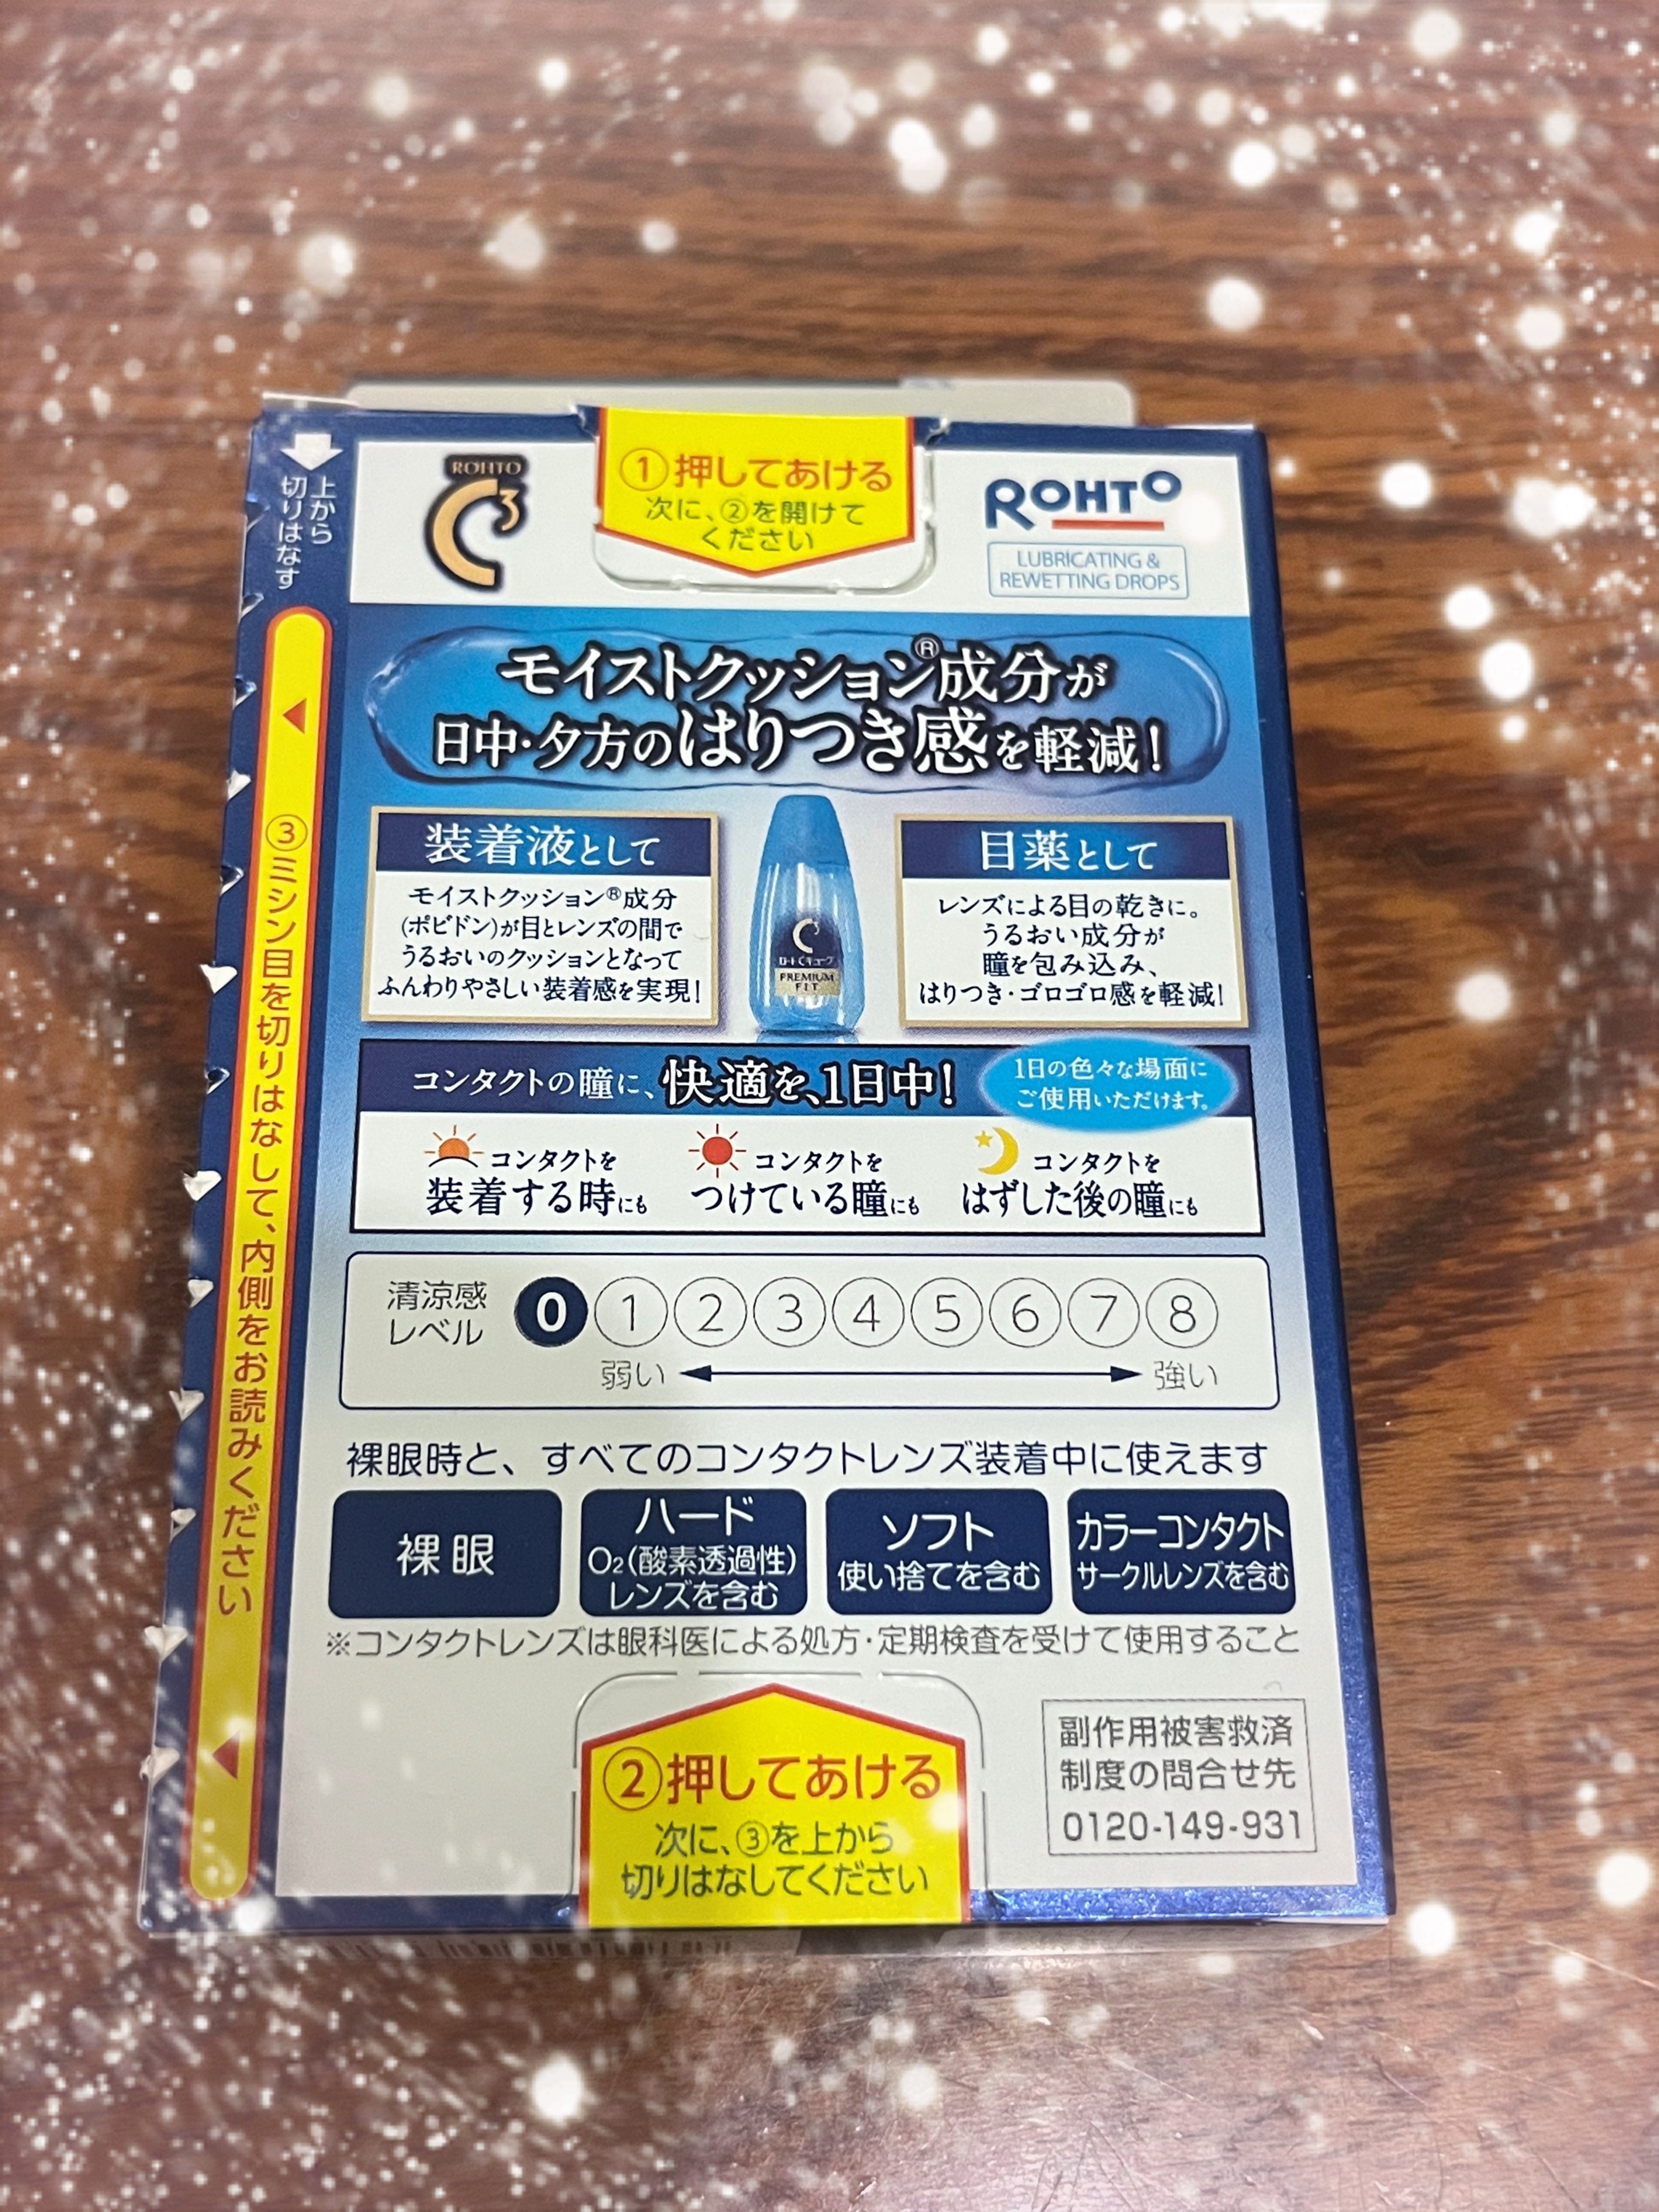 上から
切りはなす
③ミシン目を切りはなして、内側をお読みください
ROHTO
C3
①押してあける
次に、②を開けて
ください
ROHTO
LUBRICATING &
REWETTING DROPS
モイストクッション®成分が
日中・夕方のはりつき感を軽減!
装着液として
モイストクッション®成分
(ポビドン)が目とレンズの間で
うるおいのクッションとなって
ふんわりやさしい装着感を実現!
C3
ロートCキューブ
PREMIUM
FIT
目薬として
レンズによる目の乾きに。
うるおい成分が
瞳を包み込み、
はりつき・ゴロゴロ感を軽減!
コンタクトの瞳に、快適を、1日中!
1日の色々な場面に
ご使用いただけます。
コンタクトを
装着する時にも
コンタクトを
つけている瞳にも
コンタクトを
はずした後の瞳にも
清涼感
レベル
0 1 2 3 4 5 6 7 8
弱い 強い
裸眼時と、すべてのコンタクトレンズ装着中に使えます
裸眼
ハード
O2(酸素透過性)
レンズを含む
ソフト
使い捨てを含む
カラーコンタクト
サークルレンズを含む
※コンタクトレンズは眼科医による処方・定期検査を受けて使用すること
②押してあける
次に、③を上から
切りはなしてください
副作用被害救済
制度の問合せ先
0120-149-931